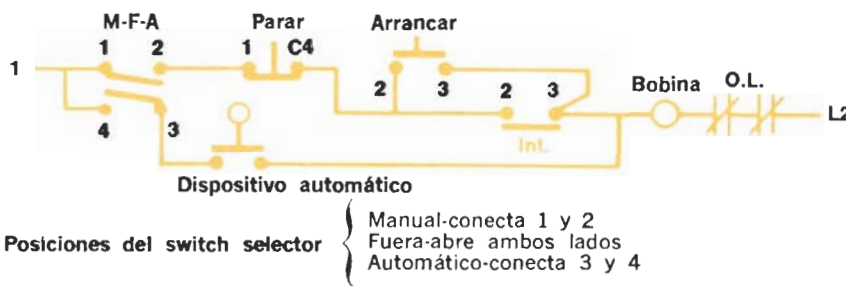 M-F-A Parar Arrancar
1 1 2 1 C4
Bobina O.L.
2 3 2 3
L2
4 3
Int.
Dispositivo automático
Posiciones del switch selector
Manual-conecta 1 y 2
Fuera-abre ambos lados
Automático-conecta 3 y 4